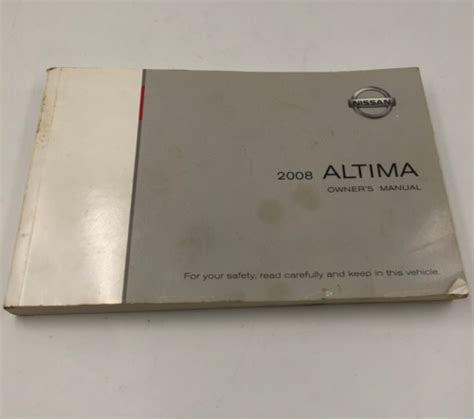 NISSAN
2008 ALTIMA
OWNER'S MANUAL
For your safety, read carefully and keep in this vehicle.